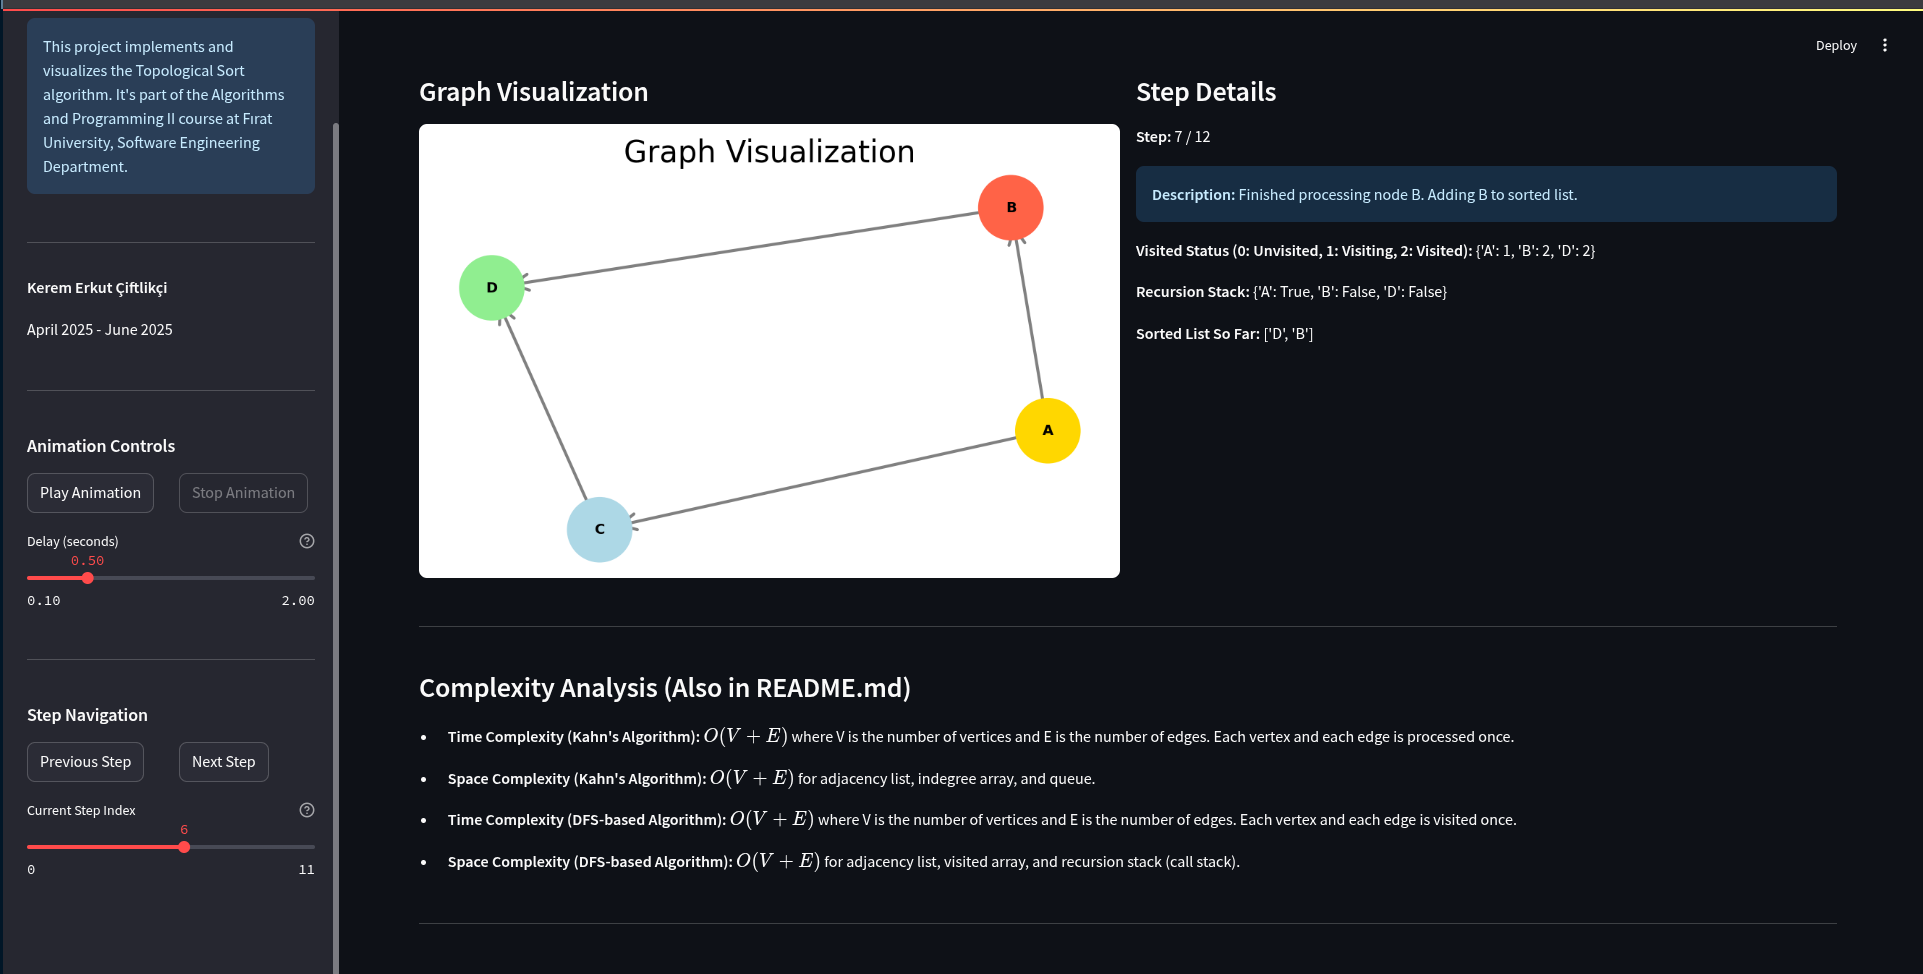 This project implements and
visualizes the Topological Sort
algorithm. It's part of the Algorithms
and Programming II course at Fırat
University, Software Engineering
Department.
Kerem Erkut Çiftlikçi
April 2025 - June 2025
Animation Controls
Play Animation
Stop Animation
Delay (seconds)
0.50
0.10
2.00
Step Navigation
Previous Step
Next Step
Current Step Index
6
0
11
Deploy
Graph Visualization
Graph Visualization
B
D
A
C
Step Details
Step: 7 / 12
Description: Finished processing node B. Adding B to sorted list.
Visited Status (0: Unvisited, 1: Visiting, 2: Visited): {'A': 1, 'B': 2, 'D': 2}
Recursion Stack: {'A': True, 'B': False, 'D': False}
Sorted List So Far: ['D', 'B']
Complexity Analysis (Also in README.md)
• Time Complexity (Kahn's Algorithm): O(V + E) where V is the number of vertices and E is the number of edges. Each vertex and each edge is processed once.
• Space Complexity (Kahn's Algorithm): O(V + E) for adjacency list, indegree array, and queue.
• Time Complexity (DFS-based Algorithm): O(V + E) where V is the number of vertices and E is the number of edges. Each vertex and each edge is visited once.
• Space Complexity (DFS-based Algorithm): O(V + E) for adjacency list, visited array, and recursion stack (call stack).